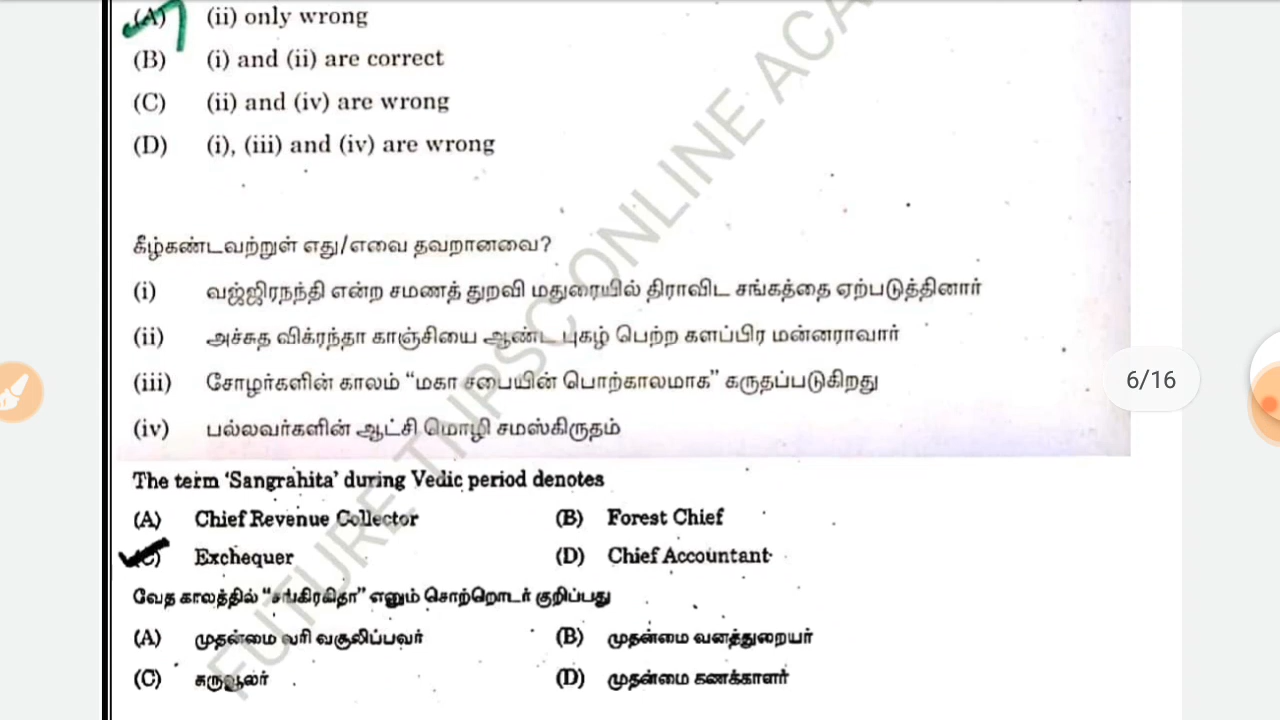 (A) (ii) only wrong
(B) (i) and (ii) are correct
(C) (ii) and (iv) are wrong
(D) (i), (iii) and (iv) are wrong
கீழ்கண்டவற்றுள் எது/எவை தவறானவை?
(i) வஜ்ஜிரநந்தி என்ற சமணத் துறவி மதுரையில் திராவிட சங்கத்தை ஏற்படுத்தினார்
(ii) அச்சுத விக்ரந்தா காஞ்சியை ஆண்ட புகழ் பெற்ற களப்பிர மன்னராவார்
(iii) சோழர்களின் காலம் “மகா சபையின் பொற்காலமாக” கருதப்படுகிறது
(iv) பல்லவர்களின் ஆட்சி மொழி சமஸ்கிருதம்
6/16
The term ‘Sangrahita’ during Vedic period denotes
(A) Chief Revenue Collector (B) Forest Chief
(C) Exchequer (D) Chief Accountant
வேத காலத்தில் “சங்கிரகிதா” எனும் சொற்றொடர் குறிப்பது
(A) முதன்மை வரி வசூலிப்பவர் (B) முதன்மை வனத்துறையர்
(C) கருவூலர் (D) முதன்மை கணக்காளர்
FUTURE TNPSC ONLINE ACA